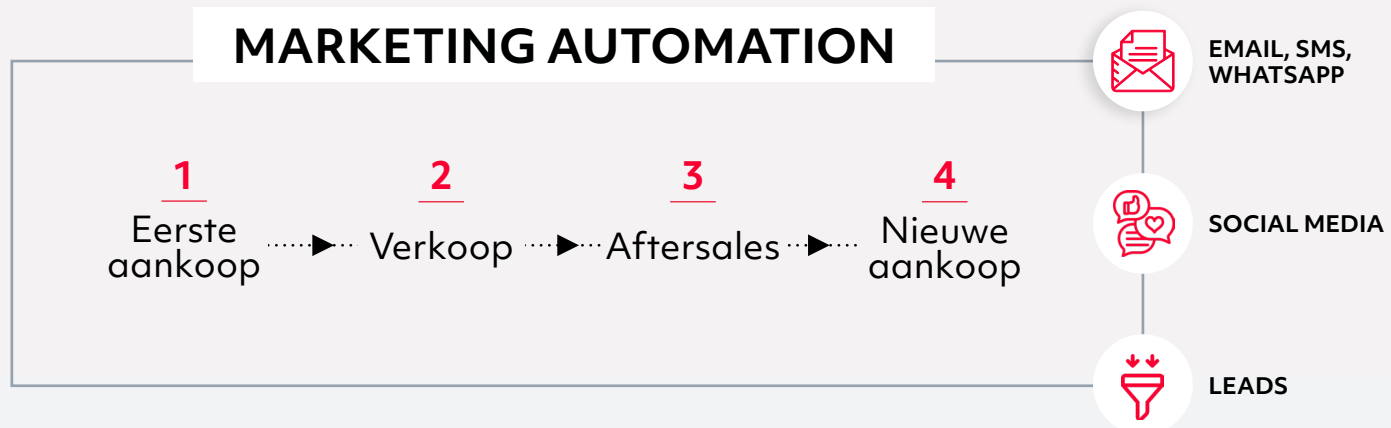 MARKETING AUTOMATION
EMAIL, SMS,
WHATSAPP
1
Eerste
aankoop
2
Verkoop
3
Aftersales
4
Nieuwe
aankoop
SOCIAL MEDIA
LEADS